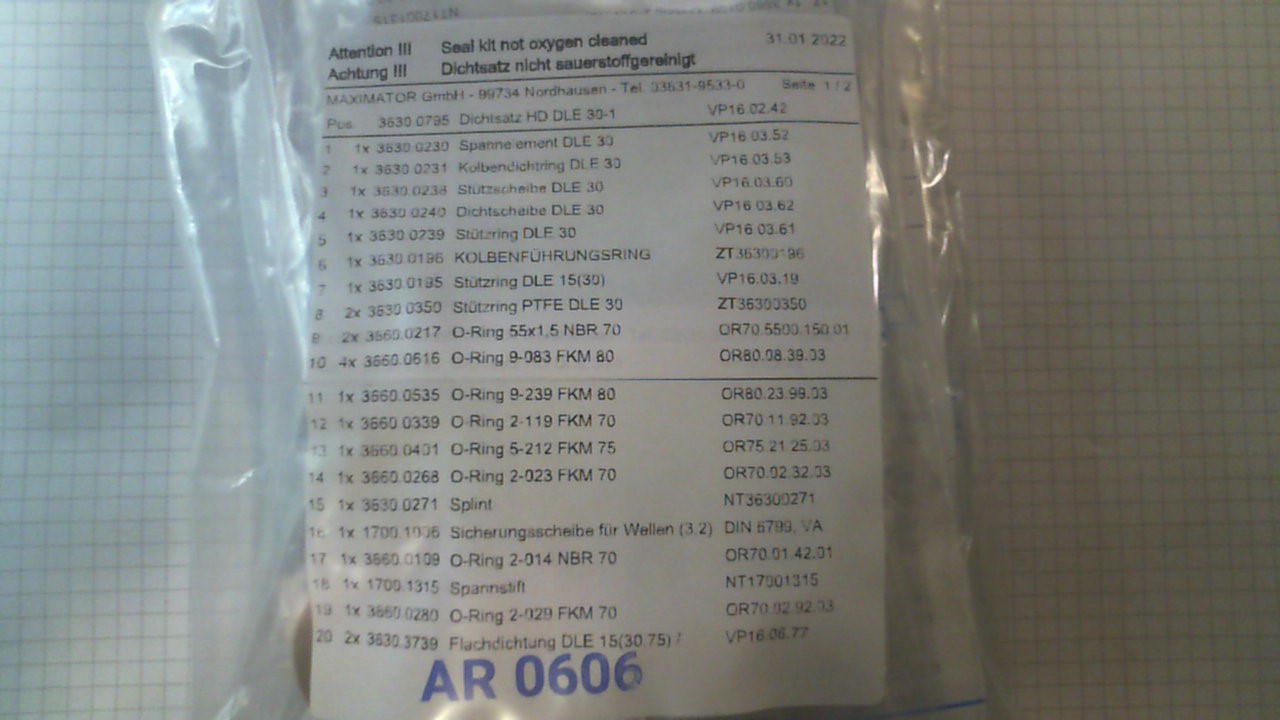 NT17001315
Attention !!! Seal kit not oxygen cleaned 31.01.2022
Achtung !!! Dichtsatz nicht sauerstoffgereinigt
MAXIMATOR GmbH - 99734 Nordhausen - Tel. 03631-9533-0 Seite 1 / 2
Pos. 3630.0795 Dichtsatz HD DLE 30-1 VP16.02.42
1 1x 3630.0230 Spannelement DLE 30 VP16.03.52
2 1x 3630.0231 Kolbendichtring DLE 30 VP16.03.53
3 1x 3630.0238 Stützscheibe DLE 30 VP16.03.60
4 1x 3630.0240 Dichtscheibe DLE 30 VP16.03.62
5 1x 3630.0239 Stützring DLE 30 VP16.03.61
6 1x 3630.0196 KOLBENFÜHRUNGSRING ZT36300196
7 1x 3630.0195 Stützring DLE 15(30) VP16.03.19
8 2x 3630.0350 Stützring PTFE DLE 30 ZT36300350
9 2x 3660.0217 O-Ring 55x1,5 NBR 70 OR70.5500.150.01
10 4x 3660.0616 O-Ring 9-083 FKM 80 OR80.08.39.03
11 1x 3660.0535 O-Ring 9-239 FKM 80 OR80.23.99.03
12 1x 3660.0339 O-Ring 2-119 FKM 70 OR70.11.92.03
13 1x 3660.0401 O-Ring 5-212 FKM 75 OR75.21.25.03
14 1x 3660.0268 O-Ring 2-023 FKM 70 OR70.02.32.03
15 1x 3630.0271 Splint NT36300271
16 1x 1700.1006 Sicherungsscheibe für Wellen (3.2) DIN 6799, VA
17 1x 3660.0109 O-Ring 2-014 NBR 70 OR70.01.42.01
18 1x 1700.1315 Spannstift NT17001315
19 1x 3660.0280 O-Ring 2-029 FKM 70 OR70.02.92.03
20 2x 3630.3739 Flachdichtung DLE 15(30.75) / VP16.06.77
AR 0606